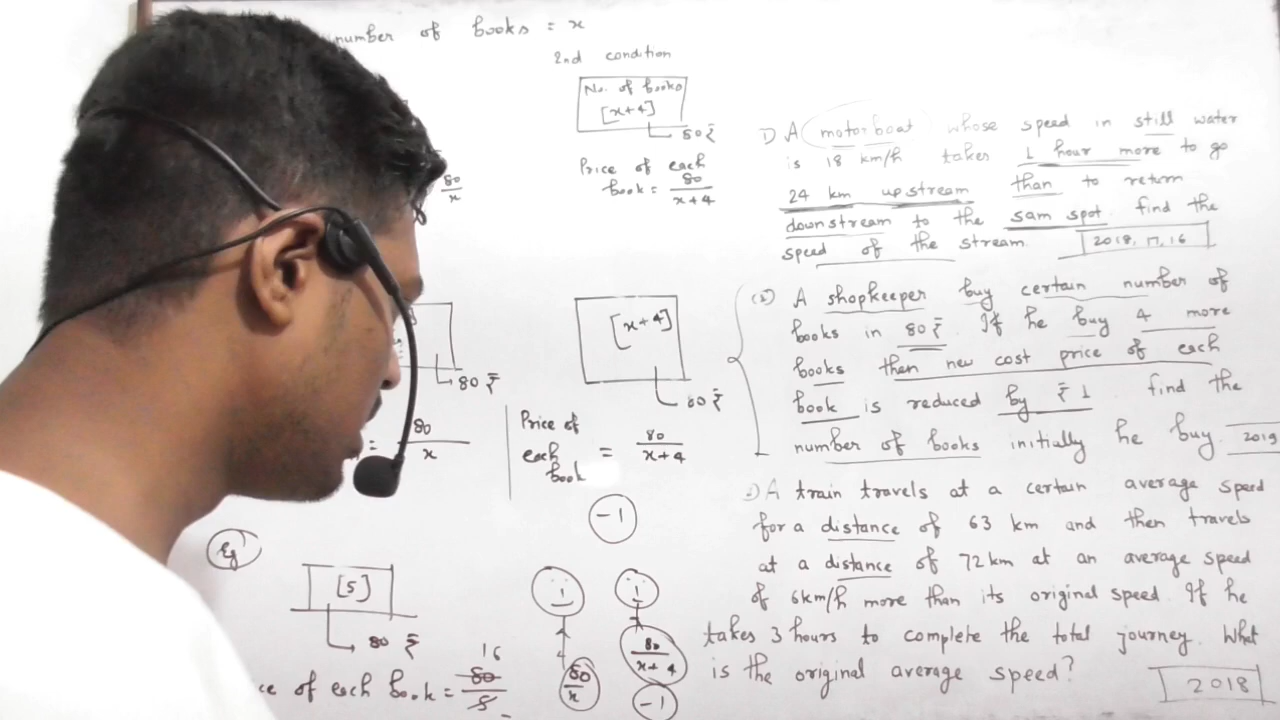 number of books = x
2nd condition
No. of books
[x+4]
80 ₹
Price of each
book = 80/x+4
80/x
[x+4]
80 ₹
80 ₹
80/x
=
Price of
each = 80/x+4
book
-1
Eg
[5]
80 ₹
16
of each book = 80/5
80/x
80/x+4
-1
1) A motorboat whose speed in still water
is 18 km/h takes 1 hour more to go
24 km upstream than to return
downstream to the sam spot find the
speed of the stream 2018, 17, 16
(2) A shopkeeper buy certain number of
books in 80 ₹. If he buy 4 more
books then new cost price of each
book is reduced by ₹ 1 find the
number of books initially he buy. 2019
A train travels at a certain average speed
for a distance of 63 km and then travels
at a distance of 72 km at an average speed
of 6km/h more than its original speed. If he
takes 3 hours to complete the total journey. What
is the original average speed?
2018